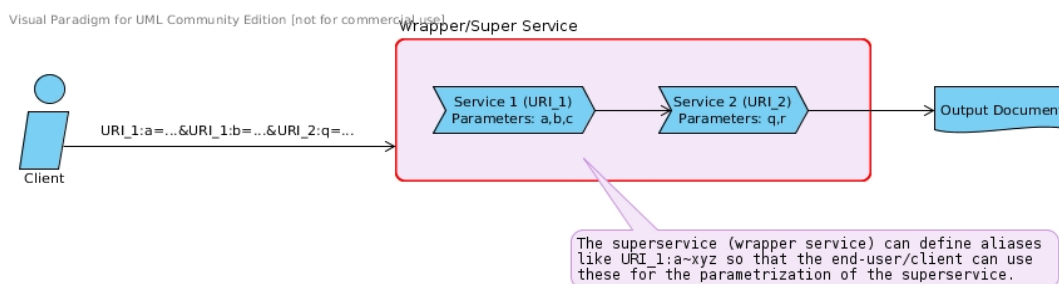 Visual Paradigm for UML Community Edition [not for commercial use]
Wrapper/Super Service
Service 1 (URI_1)
Parameters: a,b,c
Service 2 (URI_2)
Parameters: q,r
Output Documen
URI_1:a=...&URI_1:b=...&URI_2:q=...
Client
The superservice (wrapper service) can define aliases
like URI_1:a~xyz so that the end-user/client can use
these for the parametrization of the superservice.